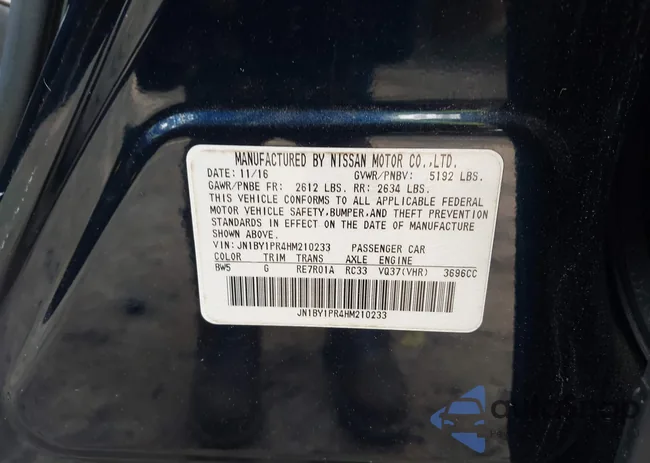 MANUFACTURED BY NISSAN MOTOR CO.,LTD.
DATE: 11/16 GVWR/PNBV: 5192 LBS.
GAWR/PNBE FR: 2612 LBS. RR: 2634 LBS.
THIS VEHICLE CONFORMS TO ALL APPLICABLE FEDERAL
MOTOR VEHICLE SAFETY,BUMPER,AND THEFT PREVENTION
STANDARDS IN EFFECT ON THE DATE OF MANUFACTURE
SHOWN ABOVE.
VIN: JN1BY1PR4HM210233 PASSENGER CAR
COLOR TRIM TRANS AXLE ENGINE
BW5 G RE7R01A RC33 VQ37(VHR) 3696CC
JN1BY1PR4HM210233